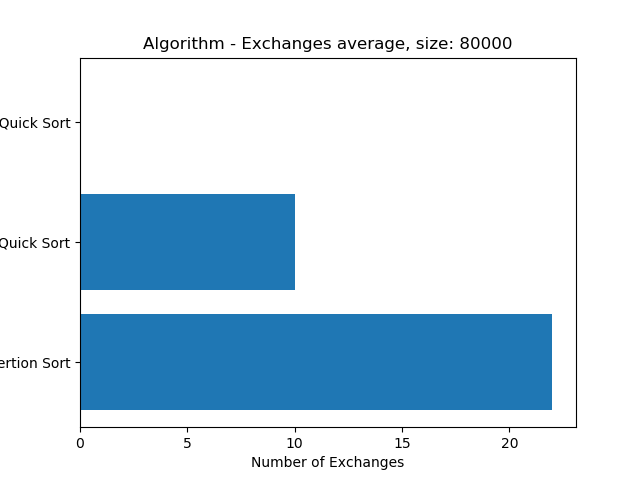 Algorithm - Exchanges average, size: 80000
Quick Sort
Quick Sort
ertion Sort
0 5 10 15 20
Number of Exchanges